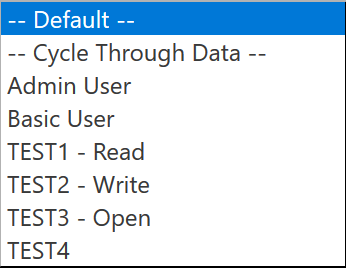 -- Default --
-- Cycle Through Data --
Admin User
Basic User
TEST1 - Read
TEST2 - Write
TEST3 - Open
TEST4